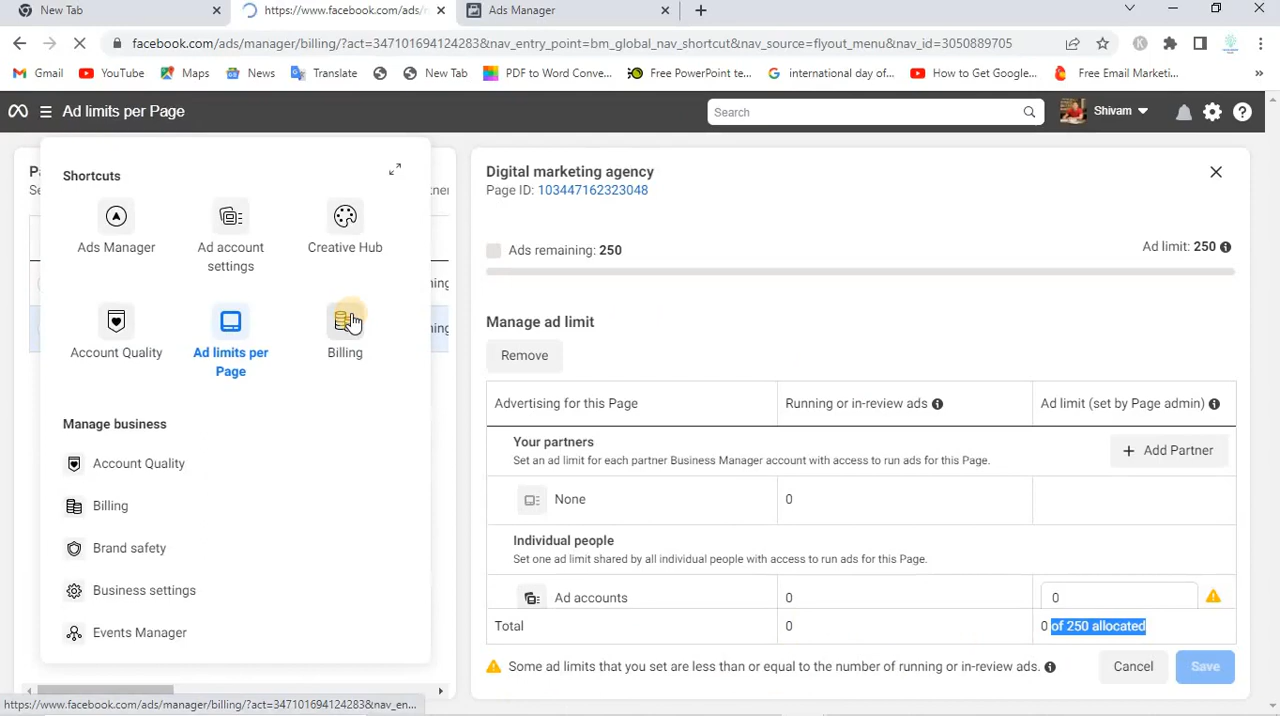 New Tab
https://www.facebook.com/ads/
Ads Manager
facebook.com/ads/manager/billing/?act=347101694124283&nav_entry_point=bm_global_nav_shortcut&nav_source=flyout_menu&nav_id=3050889705
Gmail
YouTube
Maps
News
Translate
New Tab
PDF to Word Conve...
Free PowerPoint te...
international day of...
How to Get Google...
Free Email Marketi...
»
Ad limits per Page
Search
Shivam
Shortcuts
Ads Manager
Ad account
settings
Creative Hub
Account Quality
Ad limits per
Page
Billing
Manage business
Account Quality
Billing
Brand safety
Business settings
Events Manager
Digital marketing agency
Page ID: 103447162323048
Ads remaining: 250
Ad limit: 250
Manage ad limit
Remove
Advertising for this Page
Running or in-review ads
Ad limit (set by Page admin)
Your partners
Set an ad limit for each partner Business Manager account with access to run ads for this Page.
+ Add Partner
None
0
Individual people
Set one ad limit shared by all individual people with access to run ads for this Page.
Ad accounts
0
0
Total
0
0 of 250 allocated
Some ad limits that you set are less than or equal to the number of running or in-review ads.
Cancel
Save
https://www.facebook.com/ads/manager/billing/?act=347101694124283&nav_en...